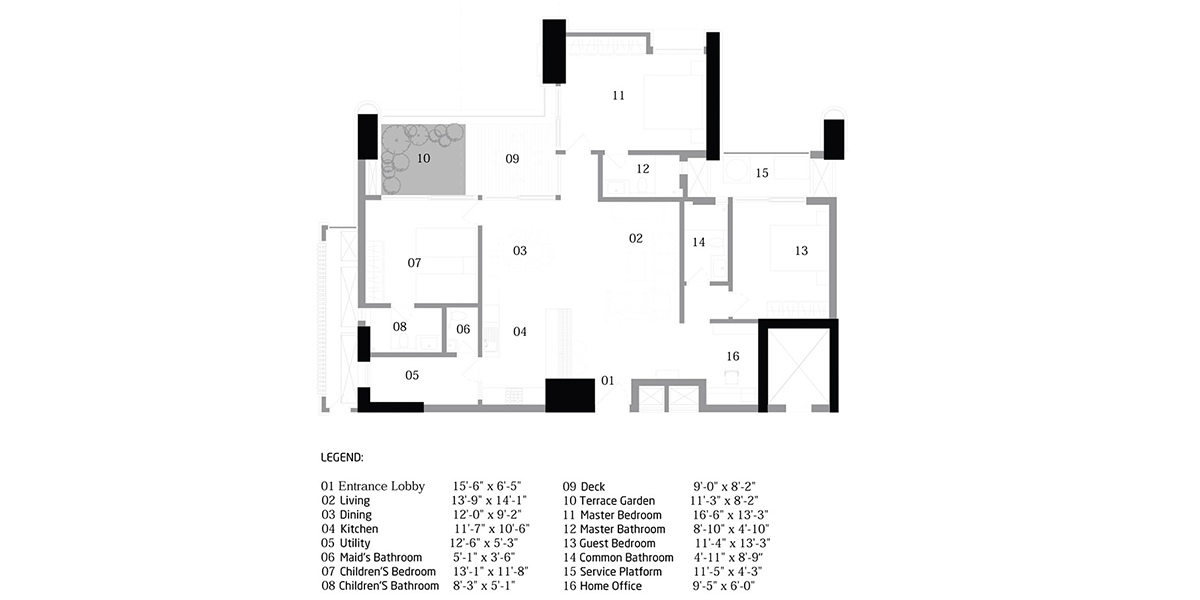 11
10
09
12
15
07
03
02
14
13
08
06
04
05
01
16
LEGEND:
01 Entrance Lobby 15'-6" x 6'-5"
02 Living 13'-9" x 14'-1"
03 Dining 12'-0" x 9'-2"
04 Kitchen 11'-7" x 10'-6"
05 Utility 12'-6" x 5'-3"
06 Maid's Bathroom 5'-1" x 3'-6"
07 Children'S Bedroom 13'-1" x 11'-8"
08 Children'S Bathroom 8'-3" x 5'-1"
09 Deck 9'-0" x 8'-2"
10 Terrace Garden 11'-3" x 8'-2"
11 Master Bedroom 16'-6" x 13'-3"
12 Master Bathroom 8'-10" x 4'-10"
13 Guest Bedroom 11'-4" x 13'-3"
14 Common Bathroom 4'-11" x 8'-9"
15 Service Platform 11'-5" x 4'-3"
16 Home Office 9'-5" x 6'-0"